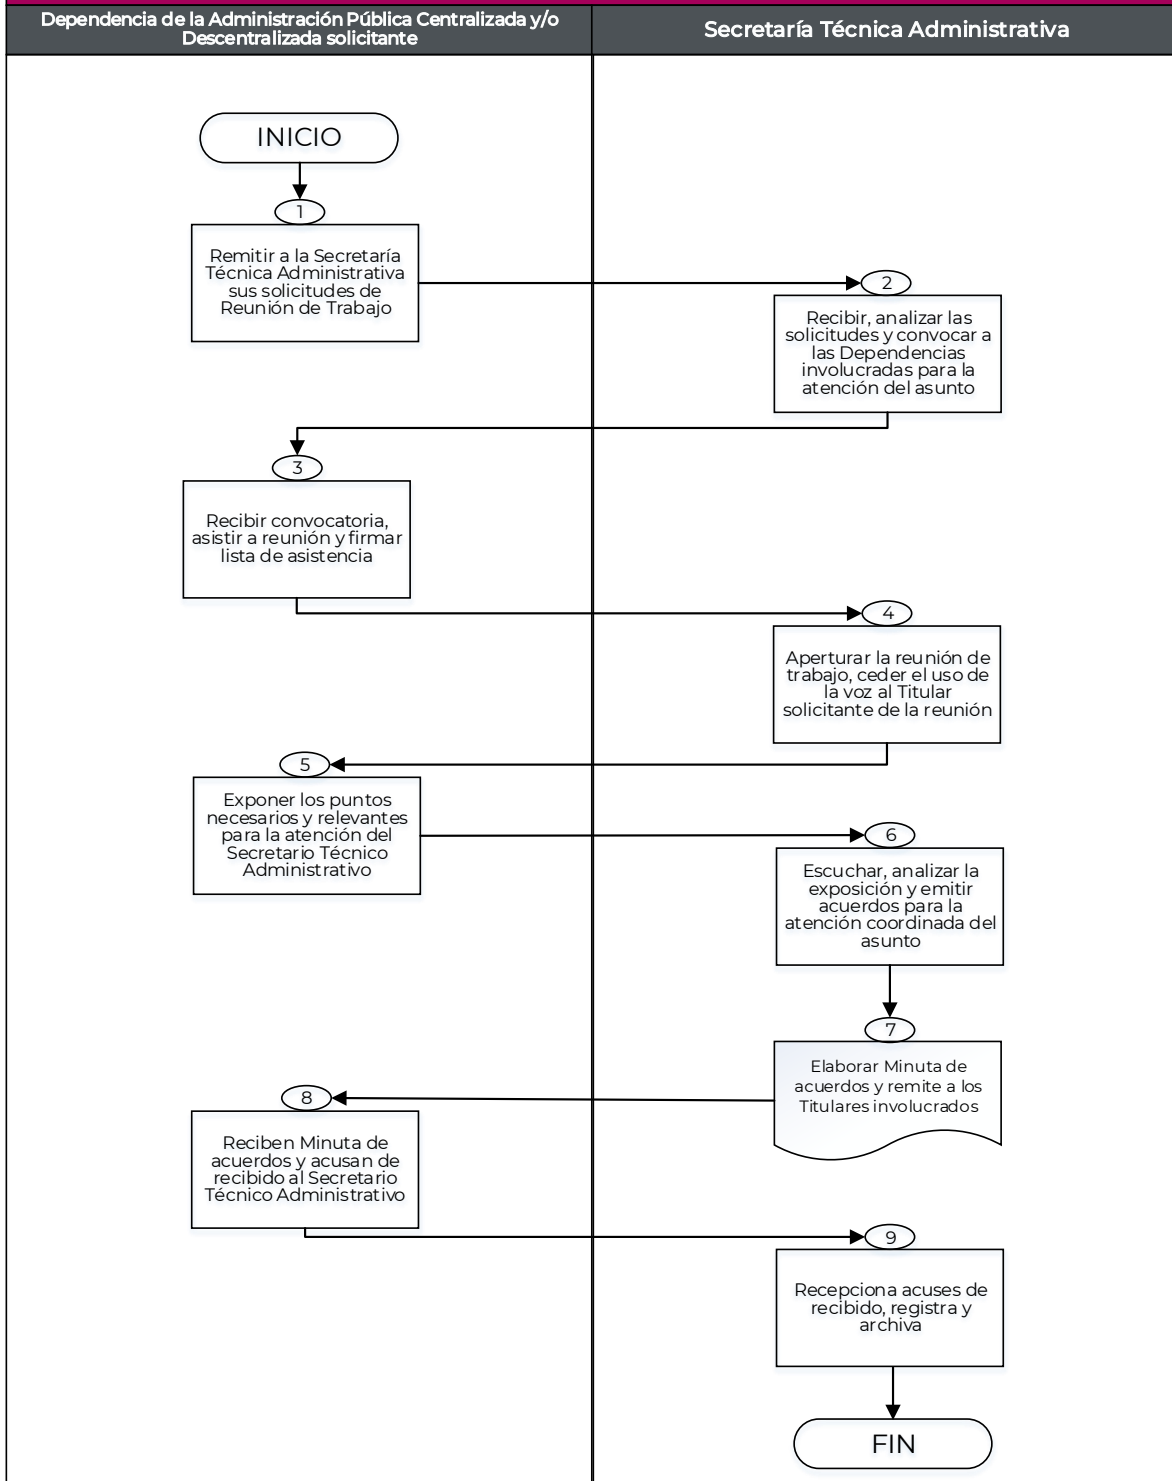 Dependencia de la Administración Pública Centralizada y/o
Descentralizada solicitante
Secretaría Técnica Administrativa
INICIO
1
Remitir a la Secretaría
Técnica Administrativa
sus solicitudes de
Reunión de Trabajo
2
Recibir, analizar las
solicitudes y convocar a
las Dependencias
involucradas para la
atención del asunto
3
Recibir convocatoria,
asistir a reunión y firmar
lista de asistencia
4
Aperturar la reunión de
trabajo, ceder el uso de
la voz al Titular
solicitante de la reunión
5
Exponer los puntos
necesarios y relevantes
para la atención del
Secretario Técnico
Administrativo
6
Escuchar, analizar la
exposición y emitir
acuerdos para la
atención coordinada del
asunto
7
Elaborar Minuta de
acuerdos y remite a los
Titulares involucrados
8
Reciben Minuta de
acuerdos y acusan de
recibido al Secretario
Técnico Administrativo
9
Recepciona acuses de
recibido, registra y
archiva
FIN